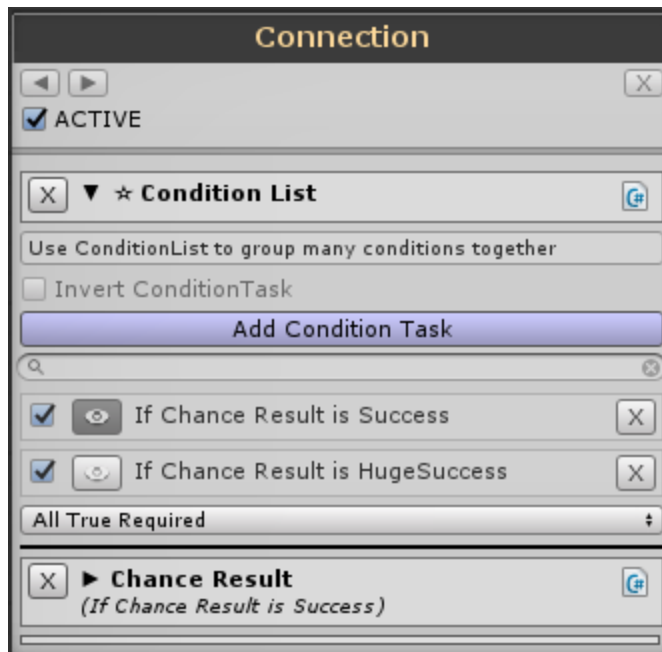 Connection
X
ACTIVE
X ▼ ☆ Condition List C#
Use ConditionList to group many conditions together
Invert ConditionTask
Add Condition Task
If Chance Result is Success X
If Chance Result is HugeSuccess X
All True Required
X ► Chance Result C#
(If Chance Result is Success)